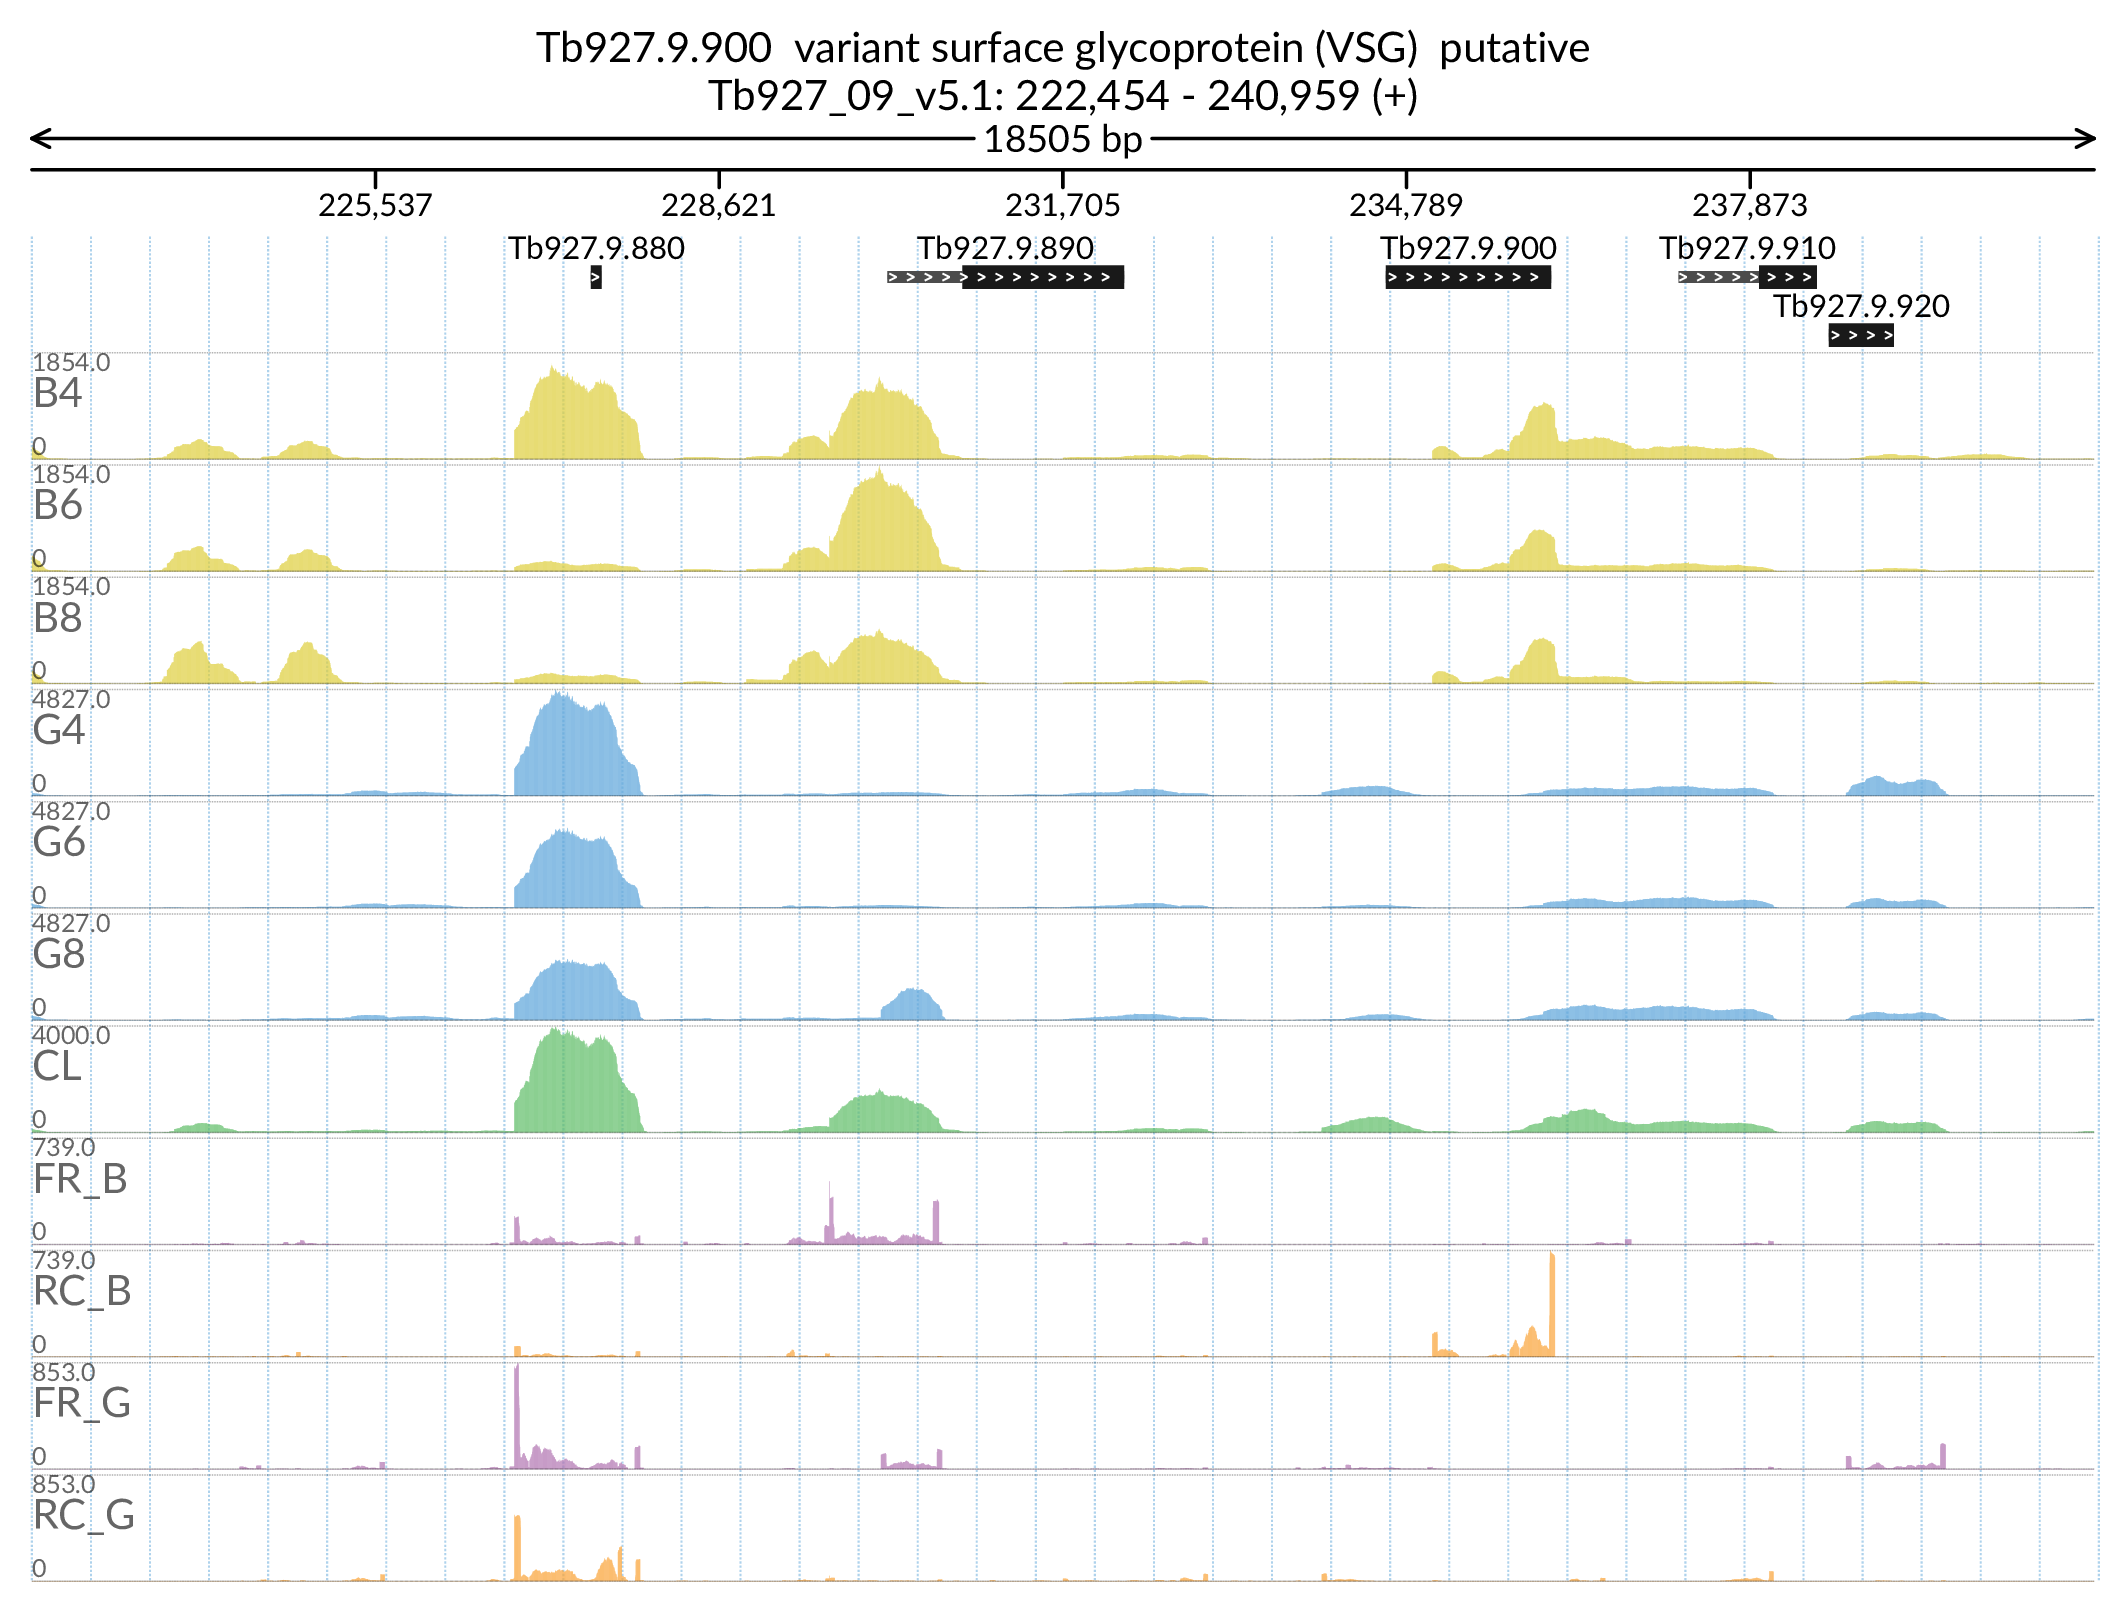 Tb927.9.900  variant surface glycoprotein (VSG)  putative
Tb927_09_v5.1: 222,454 - 240,959 (+)
18505 bp
225,537 228,621 231,705 234,789 237,873
Tb927.9.880 Tb927.9.890 Tb927.9.900 Tb927.9.910
Tb927.9.920
1854.0
B4
0
1854.0
B6
0
1854.0
B8
0
4827.0
G4
0
4827.0
G6
0
4827.0
G8
0
4000.0
CL
0
739.0
FR_B
0
739.0
RC_B
0
853.0
FR_G
0
853.0
RC_G
0